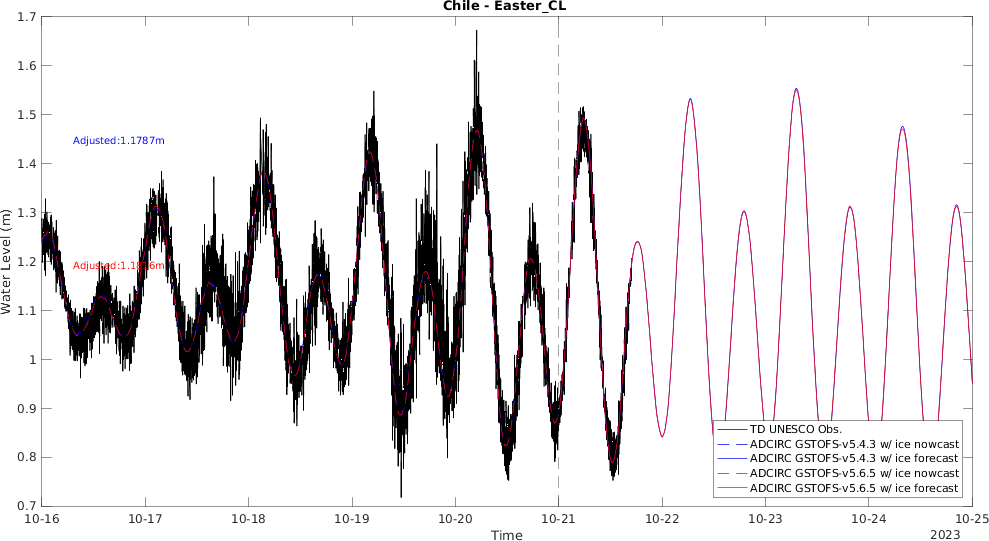 Chile - Easter_CL
1.7
1.6
1.5
1.4
1.3
1.2
1.1
1
0.9
0.8
0.7
Water Level (m)
Adjusted:1.1787m
Adjusted:
TD UNESCO Obs.
ADCIRC GSTOFS-v5.4.3 w/ ice nowcast
ADCIRC GSTOFS-v5.4.3 w/ ice forecast
ADCIRC GSTOFS-v5.6.5 w/ ice nowcast
ADCIRC GSTOFS-v5.6.5 w/ ice forecast
10-16 10-17 10-18 10-19 10-20 10-21 10-22 10-23 10-24 10-25
Time
2023